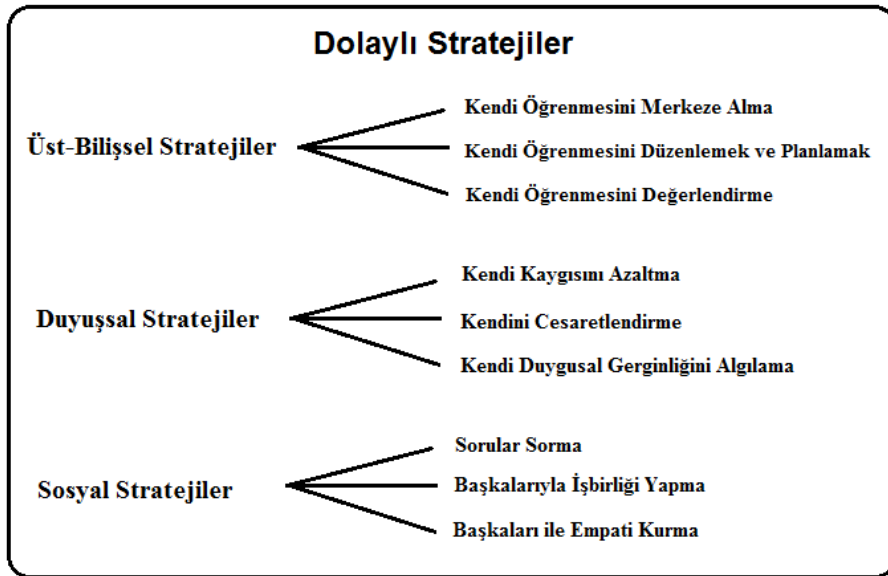 Dolaylı Stratejiler
Üst-Bilişsel Stratejiler
Kendi Öğrenmesini Merkeze Alma
Kendi Öğrenmesini Düzenlemek ve Planlamak
Kendi Öğrenmesini Değerlendirme
Duyuşsal Stratejiler
Kendi Kaygısını Azaltma
Kendini Cesaretlendirme
Kendi Duygusal Gerginliğini Algılama
Sosyal Stratejiler
Sorular Sorma
Başkalarıyla İşbirliği Yapma
Başkaları ile Empati Kurma